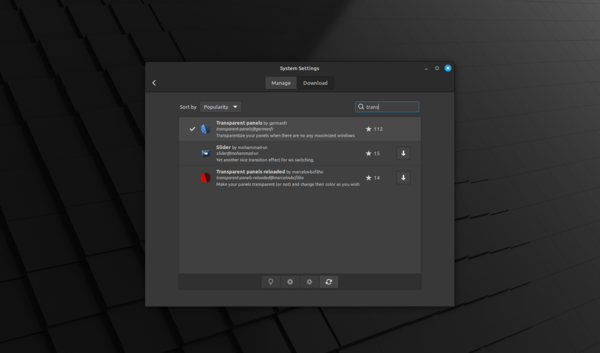 System Settings
Manage Download
Sort by Popularity trans
Transparent panels by germanfr
transparent-panels@germanfr
Transparentize your panels when there are no any maximized windows
112
Slider by mohammad-sn
slider@mohammad-sn
Yet another nice transition effect for ws switching.
15
Transparent panels reloaded by marcelovbcfilho
transparent-panels-reloaded@marcelovbcfilho
Make your panels transparent (or not) and change their color as you wish
14